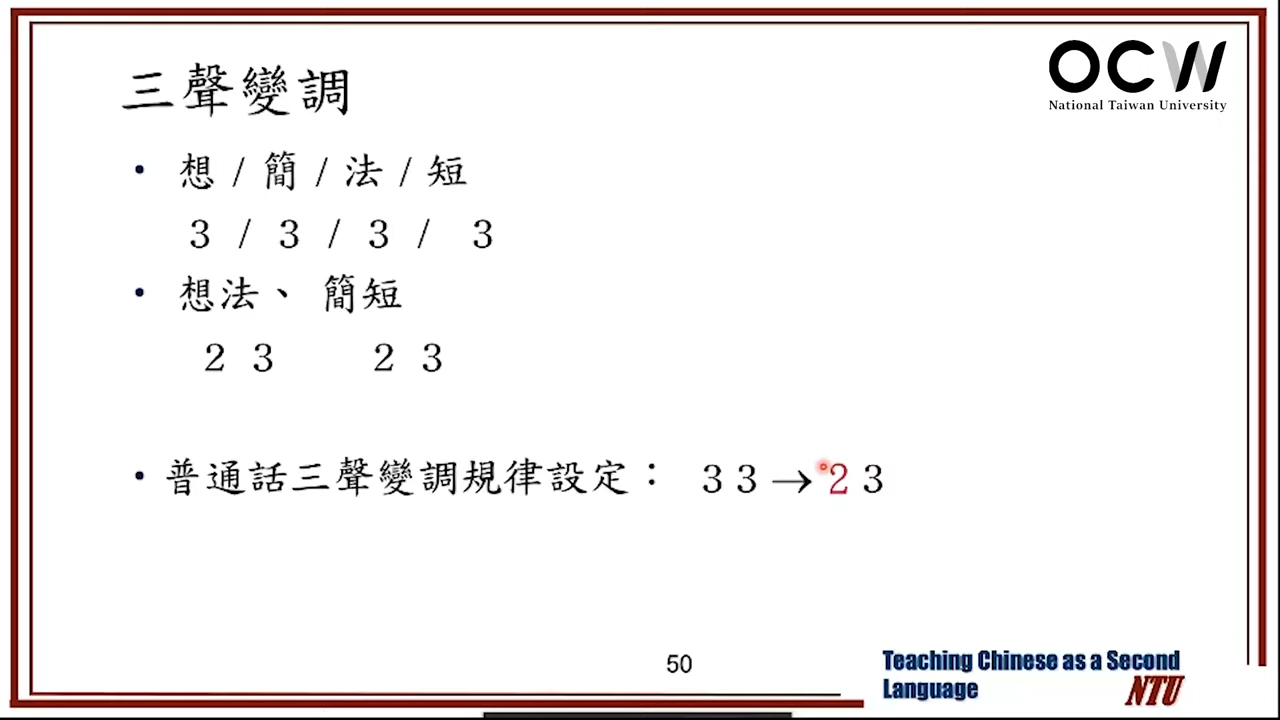 OCW
National Taiwan University
三聲變調
• 想 / 簡 / 法 / 短
3 / 3 / 3 / 3
• 想法、 簡短
2 3 2 3
• 普通話三聲變調規律設定： 3 3 → 2 3
50
Teaching Chinese as a Second
Language
NTU